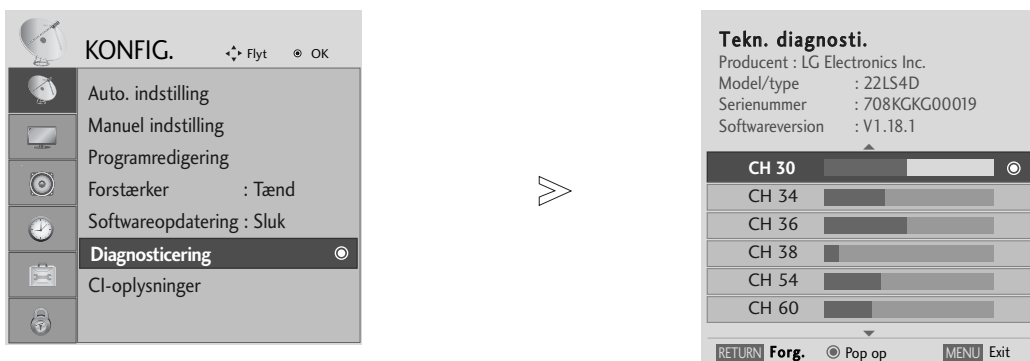 KONFIG. Flyt OK
Auto. indstilling
Manuel indstilling
Programredigering
Forstærker : Tænd
Softwareopdatering : Sluk
Diagnosticering
CI-oplysninger
Tekn. diagnosti.
Producent : LG Electronics Inc.
Model/type : 22LS4D
Serienummer : 708KGKG00019
Softwareversion : V1.18.1
CH 30
CH 34
CH 36
CH 38
CH 54
CH 60
RETURN Forg. Pop op MENU Exit